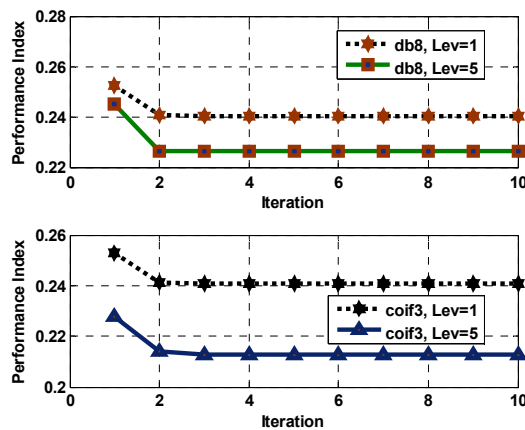 0.28
0.26
0.24
0.22
Performance Index
db8, Lev=1
db8, Lev=5
0 2 4 6 8 10
Iteration
0.26
0.24
0.22
0.2
Performance Index
coif3, Lev=1
coif3, Lev=5
0 2 4 6 8 10
Iteration